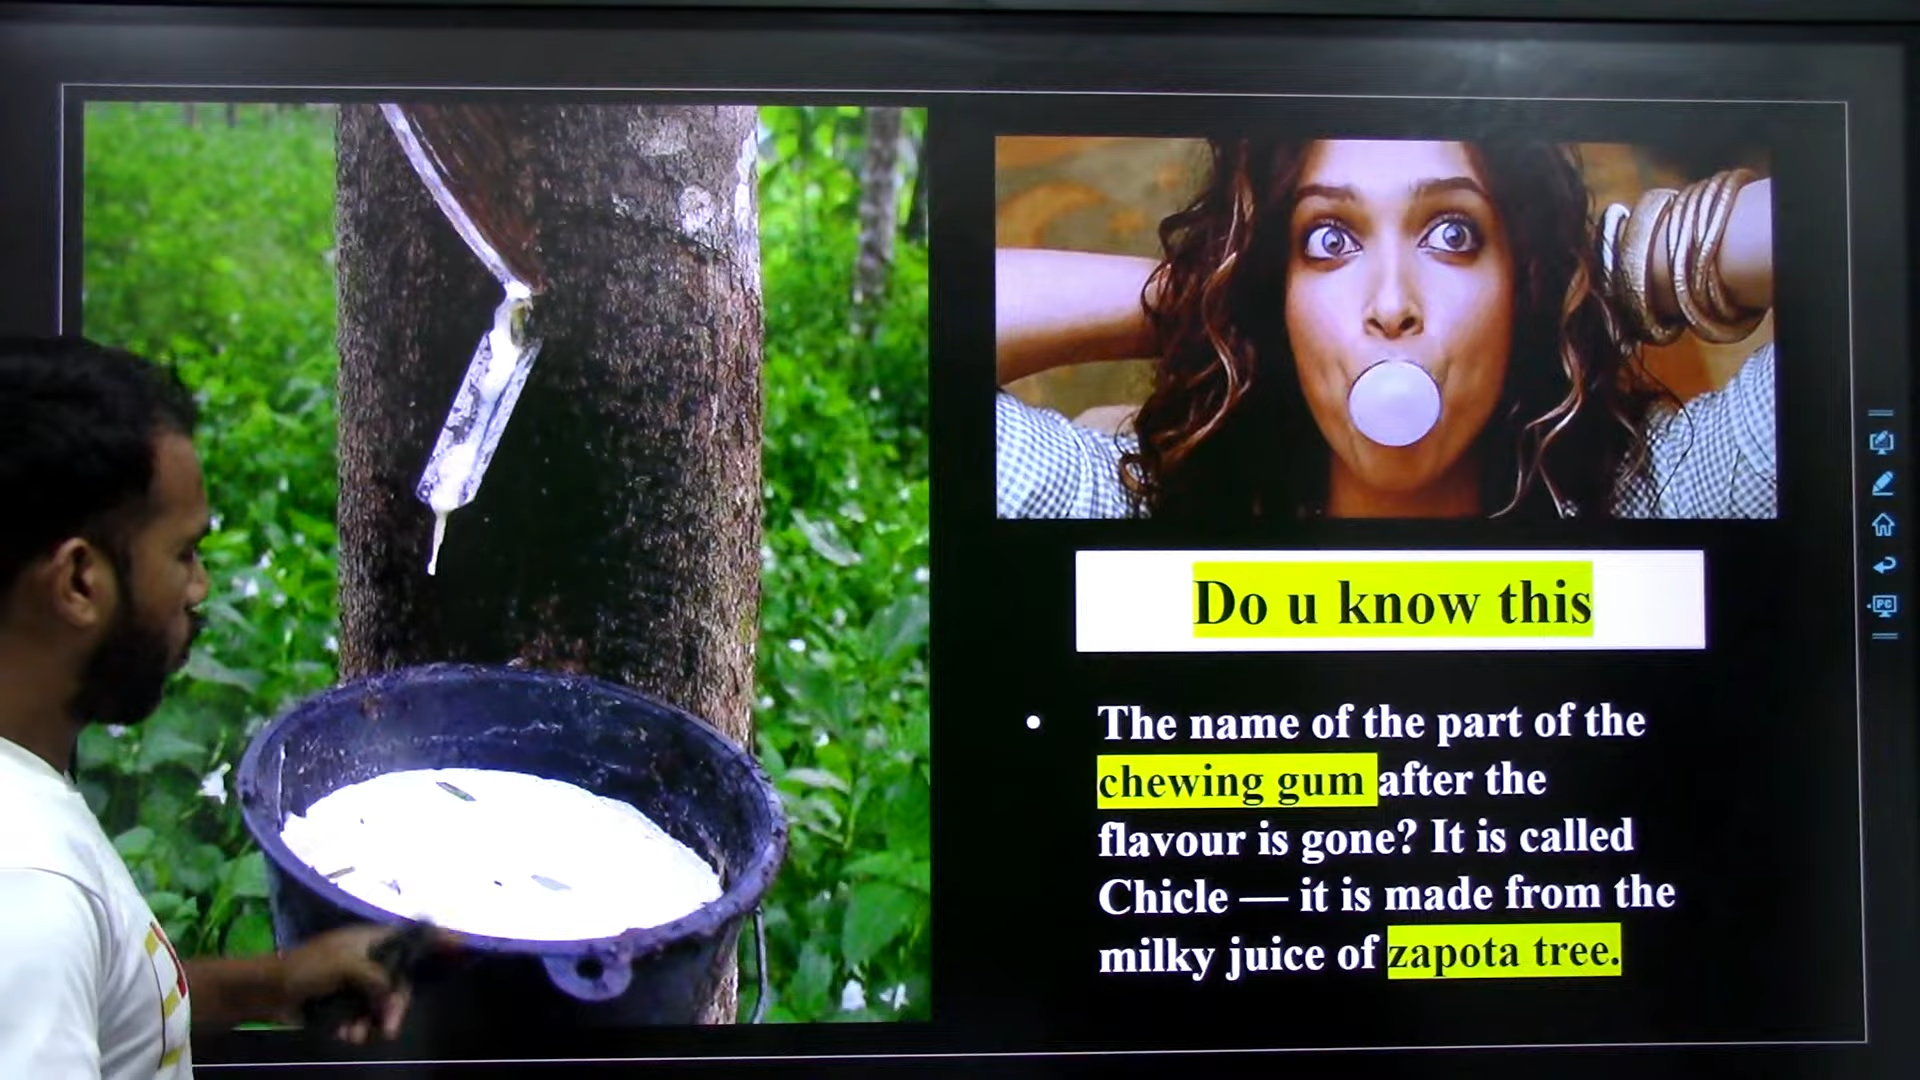 Do u know this
• The name of the part of the
chewing gum after the
flavour is gone? It is called
Chicle — it is made from the
milky juice of zapota tree.
PC